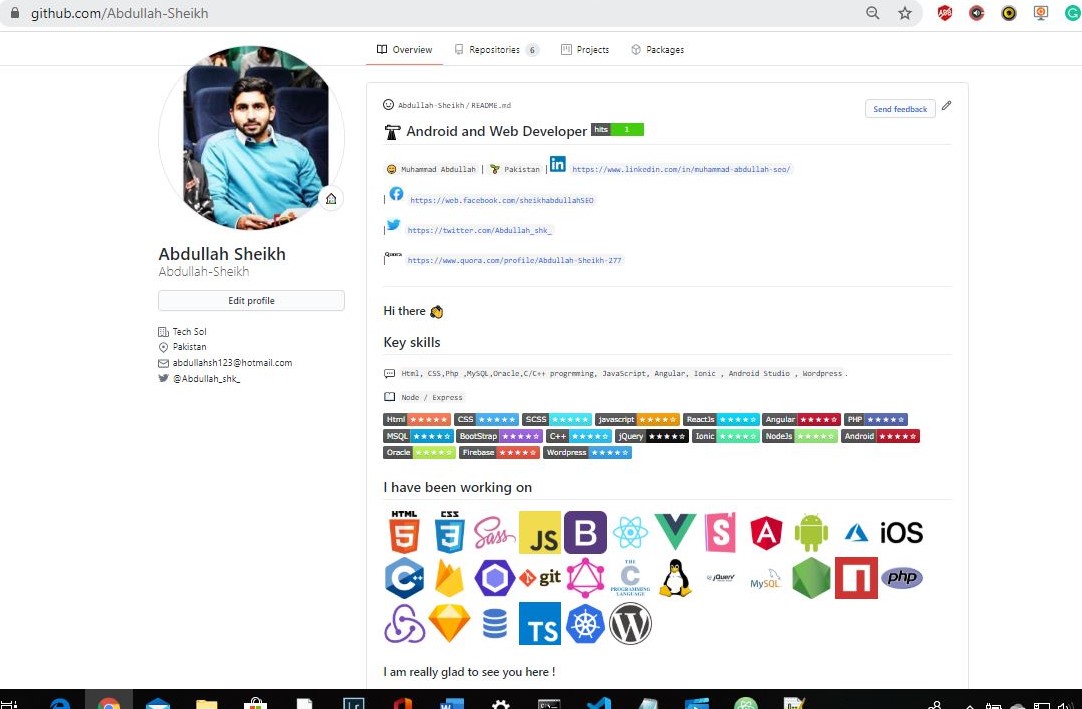 github.com/Abdullah-Sheikh
ABP
G
Overview
Repositories 6
Projects
Packages
Abdullah-Sheikh/README.md
Send feedback
Android and Web Developer hits 1
Muhammad Abdullah | Pakistan | in https://www.linkedin.com/in/muhammad-abdullah-seo/
| https://web.facebook.com/sheikhabdullahSEO
| https://twitter.com/Abdullah_shk_
| Quora https://www.quora.com/profile/Abdullah-Sheikh-277
Abdullah Sheikh
Abdullah-Sheikh
Edit profile
Tech Sol
Pakistan
abdullahsh123@hotmail.com
@Abdullah_shk_
Hi there
Key skills
Html, CSS,Php ,MySQL,Oracle,C/C++ progrmming, JavaScript, Angular, Ionic , Android Studio , Wordpress .
Node / Express
Html ★★★★★ CSS ★★★★★ SCSS ★★★★★ javascript ★★★★☆ ReactJs ★★★★☆ Angular ★★★★☆ PHP ★★★★☆
MSQL ★★★★☆ BootStrap ★★★★☆ C++ ★★★★☆ jQuery ★★★★☆ Ionic ★★★★☆ NodeJs ★★★★☆ Android ★★★★☆
Oracle ★★★★☆ Firebase ★★★★☆ Wordpress ★★★★☆
I have been working on
HTML 5 CSS 3 Sass JS B S A iOS
C++ git THE C PROGRAMMING LANGUAGE jQuery MySQL n php
TS W
I am really glad to see you here !
Lr W